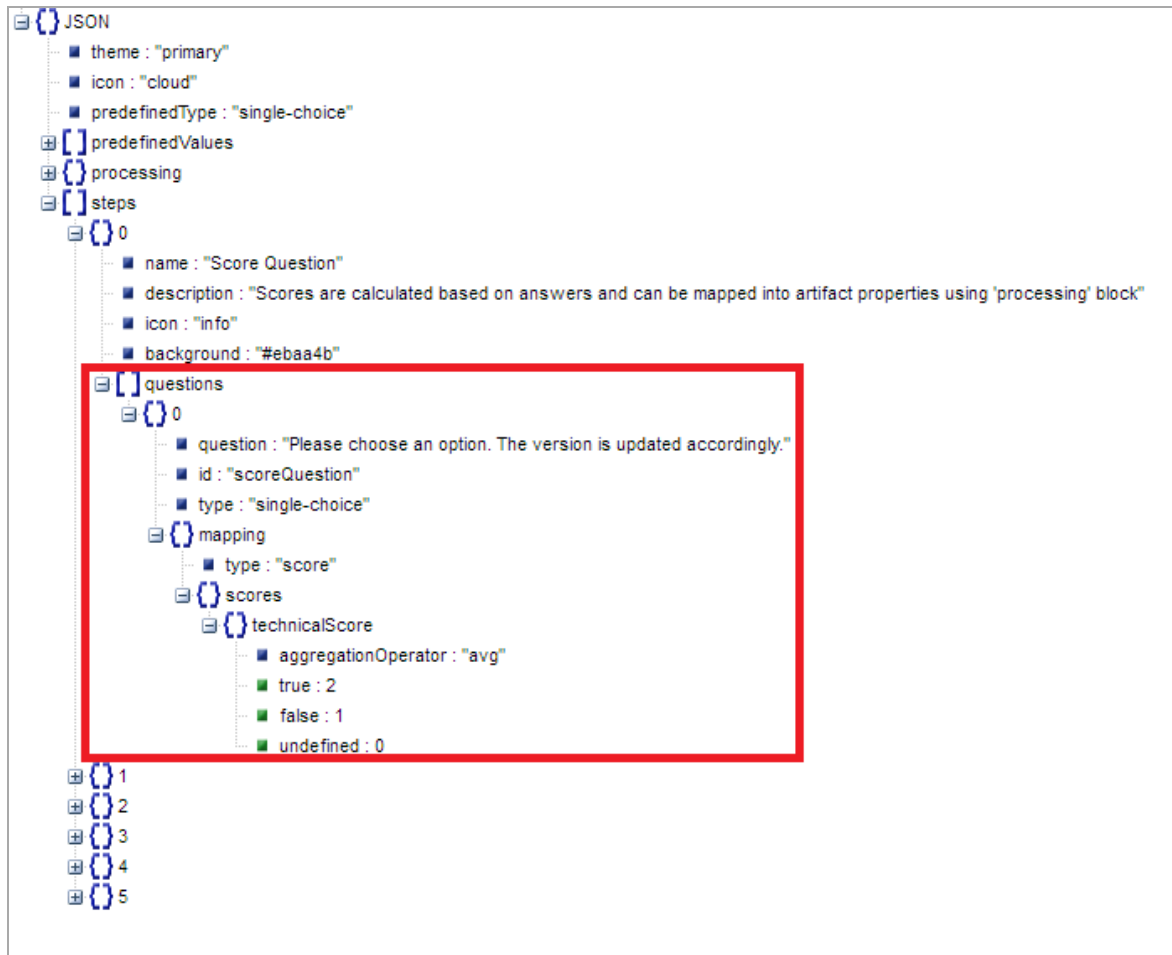 JSON
theme : "primary"
icon : "cloud"
predefinedType : "single-choice"
predefinedValues
processing
steps
0
name : "Score Question"
description : "Scores are calculated based on answers and can be mapped into artifact properties using 'processing' block"
icon : "info"
background : "#ebaa4b"
questions
0
question : "Please choose an option. The version is updated accordingly."
id : "scoreQuestion"
type : "single-choice"
mapping
type : "score"
scores
technicalScore
aggregationOperator : "avg"
true : 2
false : 1
undefined : 0
1
2
3
4
5